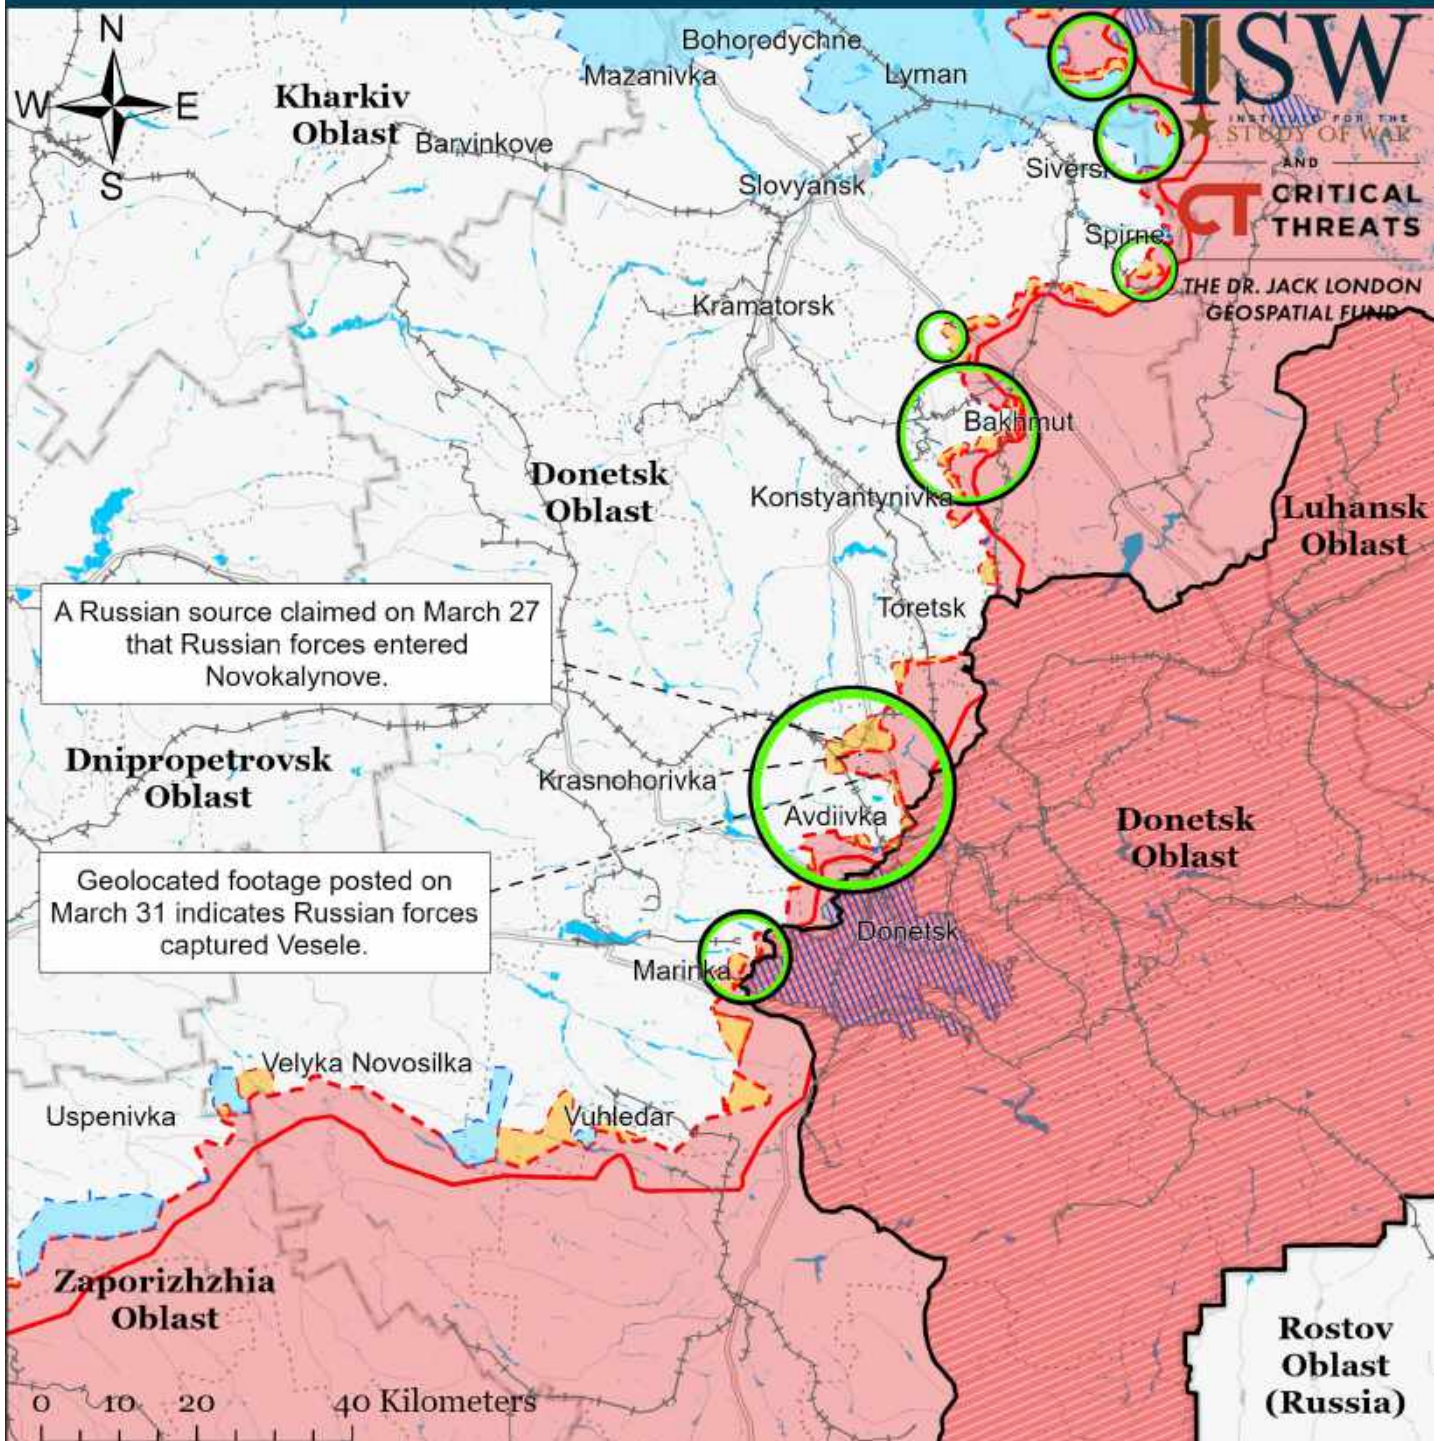 N
W
E
S
ISW
INSTITUTE FOR THE
STUDY OF WAR
AND
CT CRITICAL
THREATS
THE DR. JACK LONDON
GEOSPATIAL FUND
Bohorodychne
Mazanivka
Lyman
Kharkiv
Oblast
Barvinkove
Slovyansk
Siversk
Spirne
Kramatorsk
Bakhmut
Donetsk
Oblast
Konstyantynivka
Luhansk
Oblast
Toretsk
A Russian source claimed on March 27
that Russian forces entered
Novokalynove.
Dnipropetrovsk
Oblast
Krasnohorivka
Avdiivka
Donetsk
Oblast
Geolocated footage posted on
March 31 indicates Russian forces
captured Vesele.
Donetsk
Marinka
Velyka Novosilka
Uspenivka
Vuhledar
Zaporizhzhia
Oblast
Rostov
Oblast
(Russia)
0 10 20 40 Kilometers